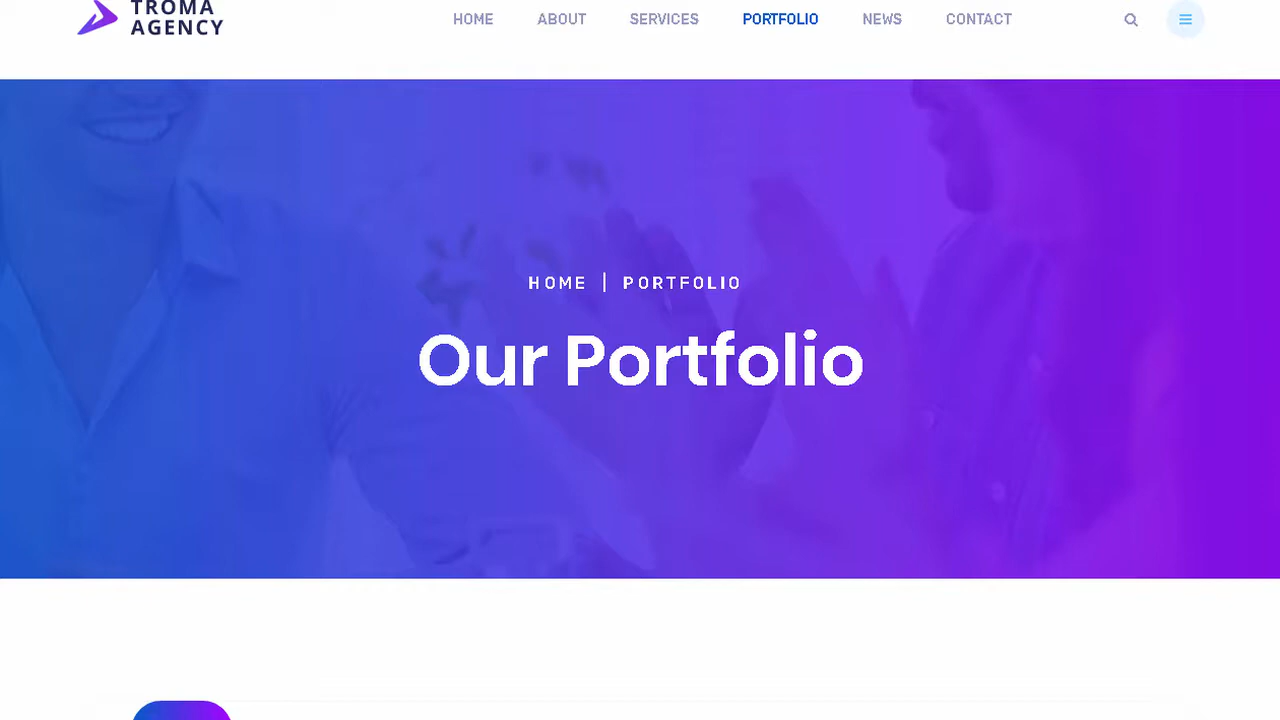 TROMA
AGENCY
HOME ABOUT SERVICES PORTFOLIO NEWS CONTACT
HOME | PORTFOLIO
Our Portfolio